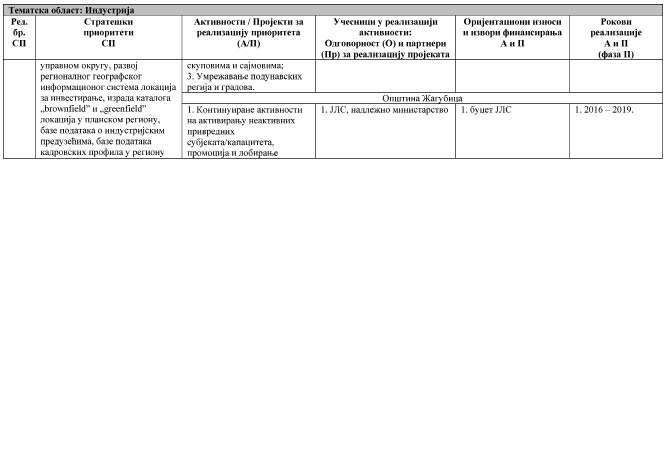 Тематска област: Индустрија
Рел. бр. СП
Стратешки приоритети СП
Активности / Пројекти за реализацију приоритета (А/П)
Учесници у реализацији активности: Одговорност (О) и партнери (Пр) за реализацију пројеката
Оријентациони износи и извори финансирања А и П
Рокови реализације А и П (фаза II)
управном округу, развој
регионалног географског
информационог система локација
за инвестирање, израда каталога
„brownfield” и „greenfield”
локација у планском региону,
базе података о индустријским
предузећима, базе података
кадровских профила у региону
скуповима и сајмовима;
3. Умрежавање подунавских
регија и градова.
Општина Жагубица
1. Континуиране активности
на активирању неактивних
привредних
субјеката/капацитета,
промоција и лобирање
1. ЈЛС, надлежно министарство
1. буџет ЈЛС
1. 2016 – 2019.